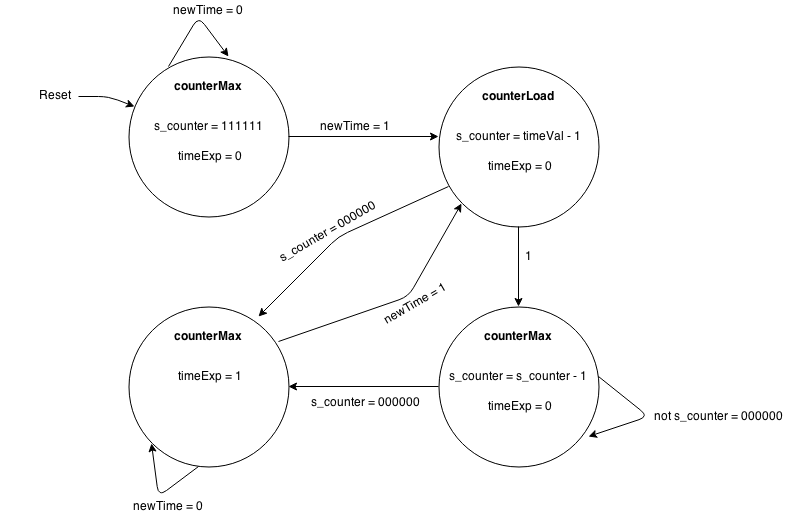 newTime = 0
Reset
counterMax
s_counter = 111111
timeExp = 0
newTime = 1
counterLoad
s_counter = timeVal - 1
timeExp = 0
s_counter = 000000
newTime = 1
1
counterMax
timeExp = 1
newTime = 0
s_counter = 000000
counterMax
s_counter = s_counter - 1
timeExp = 0
not s_counter = 000000